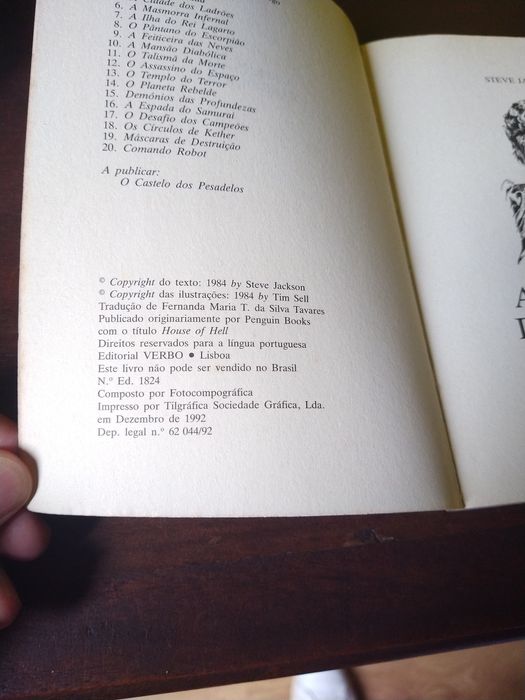 Cidade dos Ladrões
6. A Masmorra Infernal
7. A Ilha do Rei Lagarto
8. O Pântano do Escorpião
9. A Feiticeira das Neves
10. A Mansão Diabólica
11. O Talismã da Morte
12. O Assassino do Espaço
13. O Templo do Terror
14. O Planeta Rebelde
15. Demónios das Profundezas
16. A Espada do Samurai
17. O Desafio dos Campeões
18. Os Círculos de Kether
19. Máscaras de Destruição
20. Comando Robot
A publicar:
O Castelo dos Pesadelos
© Copyright do texto: 1984 by Steve Jackson
© Copyright das ilustrações: 1984 by Tim Sell
Tradução de Fernanda Maria T. da Silva Tavares
Publicado originariamente por Penguin Books
com o título House of Hell
Direitos reservados para a língua portuguesa
Editorial VERBO • Lisboa
Este livro não pode ser vendido no Brasil
N.º Ed. 1824
Composto por Fotocompográfica
Impresso por Tilgráfica Sociedade Gráfica, Lda.
em Dezembro de 1992
Dep. legal n.º 62 044/92
STEVE
A